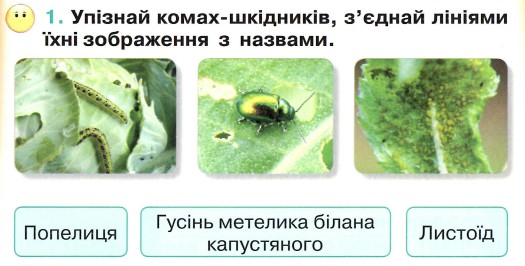 1. Упізнай комах-шкідників, з’єднай лініями
їхні зображення з назвами.
Попелиця
Гусінь метелика білана
капустяного
Листоїд